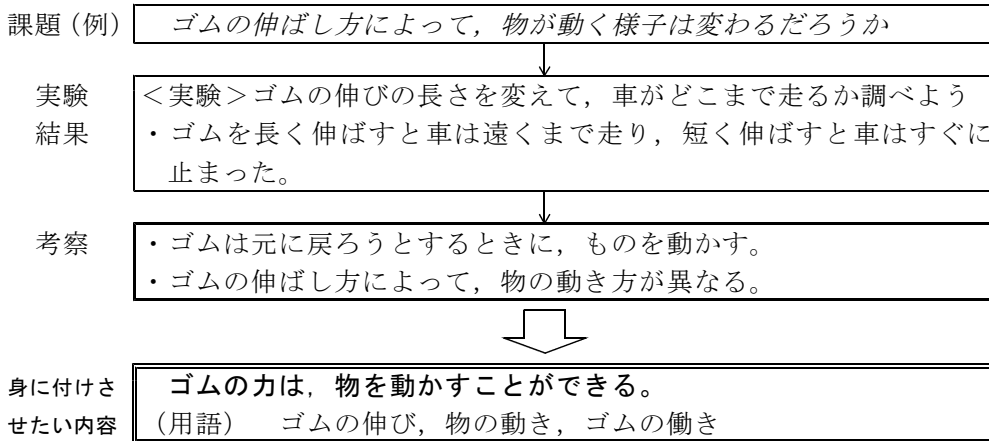 課題（例） ゴムの伸ばし方によって，物が動く様子は変わるだろうか
実験 ＜実験＞ゴムの伸びの長さを変えて，車がどこまで走るか調べよう
結果 ・ゴムを長く伸ばすと車は遠くまで走り，短く伸ばすと車はすぐに
止まった。
考察 ・ゴムは元に戻ろうとするときに，ものを動かす。
・ゴムの伸ばし方によって，物の動き方が異なる。
身に付けさ ゴムの力は，物を動かすことができる。
せたい内容 （用語） ゴムの伸び，物の動き，ゴムの働き